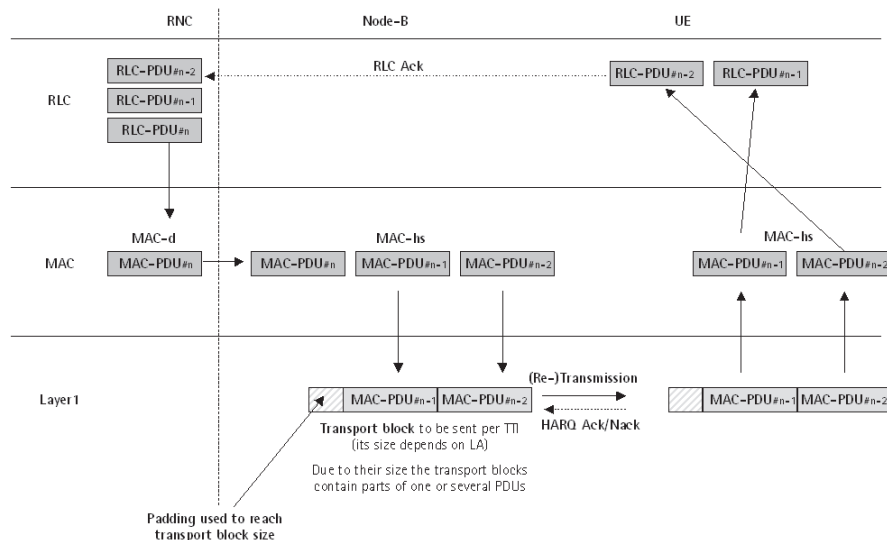 RNC Node-B UE
RLC Ack
RLC-PDU#n-2 RLC-PDU#n-2 RLC-PDU#n-1
RLC RLC-PDU#n-1
RLC-PDU#n
MAC-d MAC-hs MAC-hs
MAC MAC-PDU#n MAC-PDU#n MAC-PDU#n-1 MAC-PDU#n-2 MAC-PDU#n-1 MAC-PDU#n-2
(Re-)Transmission
Layer1 MAC-PDU#n-1 MAC-PDU#n-2 MAC-PDU#n-1 MAC-PDU#n-2
HARQ Ack/Nack
Transport block to be sent per TTI
(its size depends on LA)
Due to their size the transport blocks
contain parts of one or several PDUs
Padding used to reach
transport block size